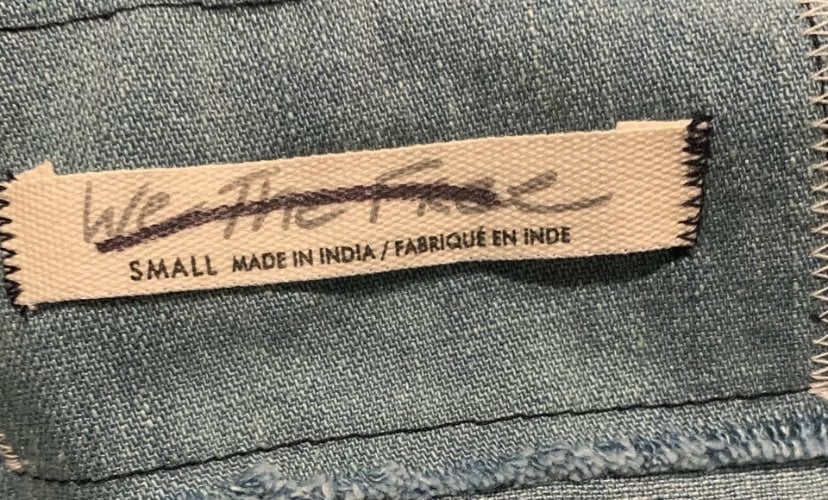 We The Free
SMALL MADE IN INDIA / FABRIQUÉ EN INDE